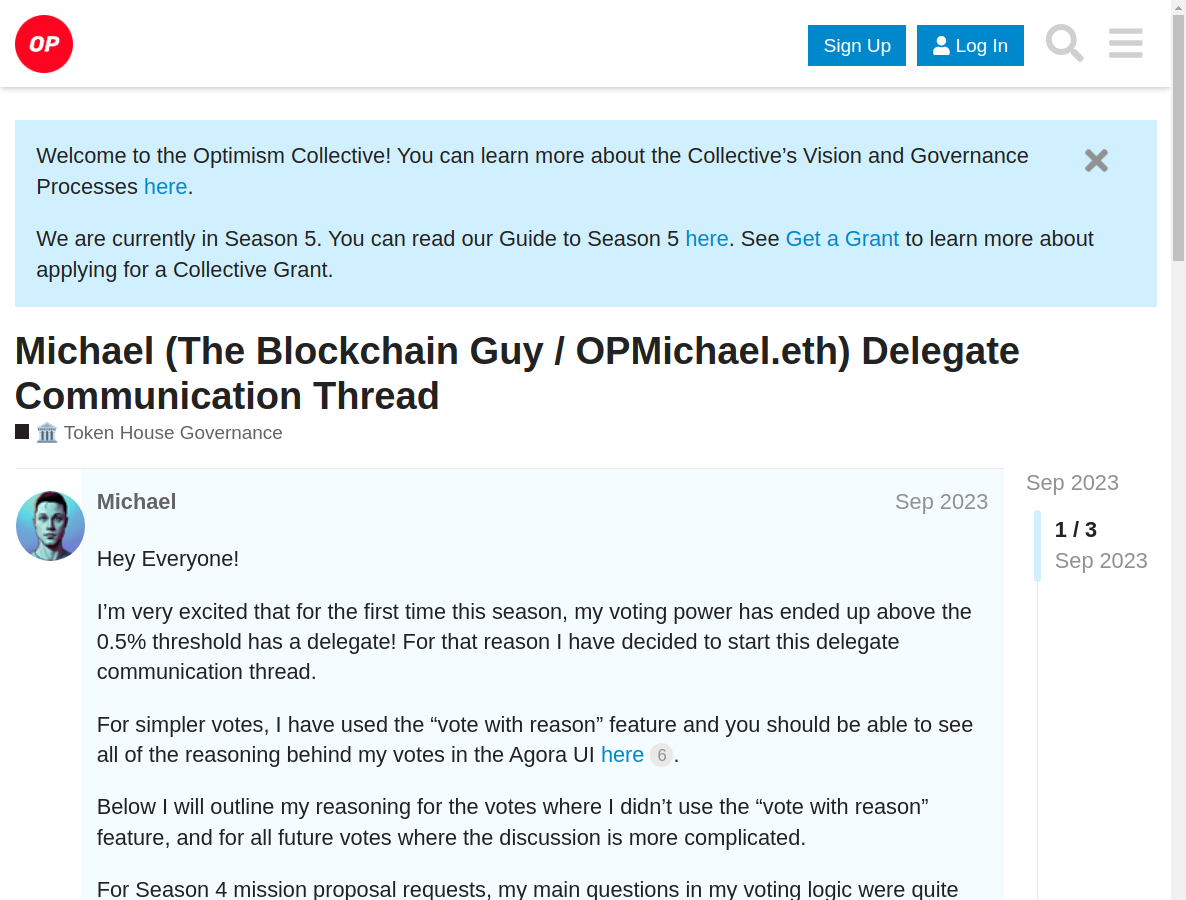 OP
Sign Up
Log In
Welcome to the Optimism Collective! You can learn more about the Collective’s Vision and Governance
Processes here.
We are currently in Season 5. You can read our Guide to Season 5 here. See Get a Grant to learn more about
applying for a Collective Grant.
Michael (The Blockchain Guy / OPMichael.eth) Delegate
Communication Thread
Token House Governance
Michael
Sep 2023
Hey Everyone!
I’m very excited that for the first time this season, my voting power has ended up above the
0.5% threshold has a delegate! For that reason I have decided to start this delegate
communication thread.
For simpler votes, I have used the “vote with reason” feature and you should be able to see
all of the reasoning behind my votes in the Agora UI here 6.
Below I will outline my reasoning for the votes where I didn’t use the “vote with reason”
feature, and for all future votes where the discussion is more complicated.
For Season 4 mission proposal requests, my main questions in my voting logic were quite
Sep 2023
1 / 3
Sep 2023